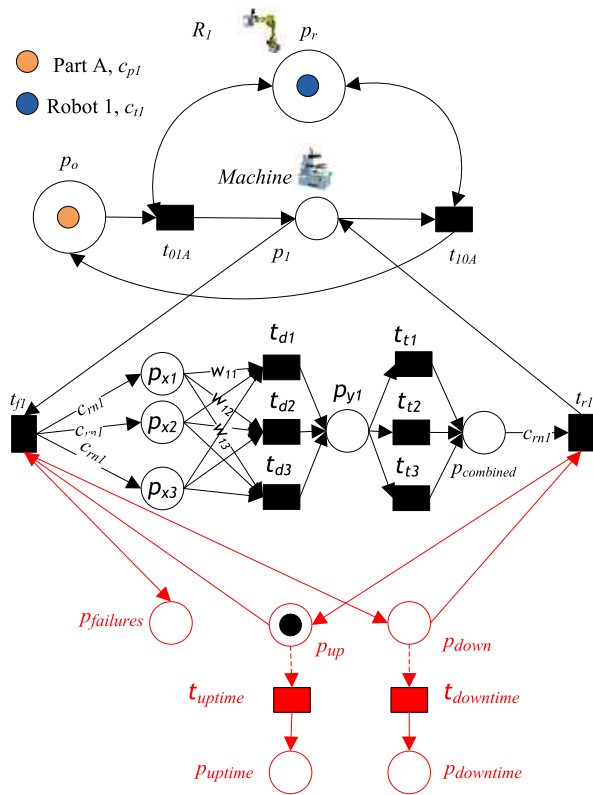 R1 pr
Part A, cp1
Robot 1, ct1
po
Machine
t01A p1 t10A
td1 tt1
tf1 px1 w11 py1 tr1
crn1 w12
px2 crn1 td2 tt2 crn1
w13
crn1 px3 td3 tt3 pcombined
pfailures pup pdown
tuptime tdowntime
puptime pdowntime